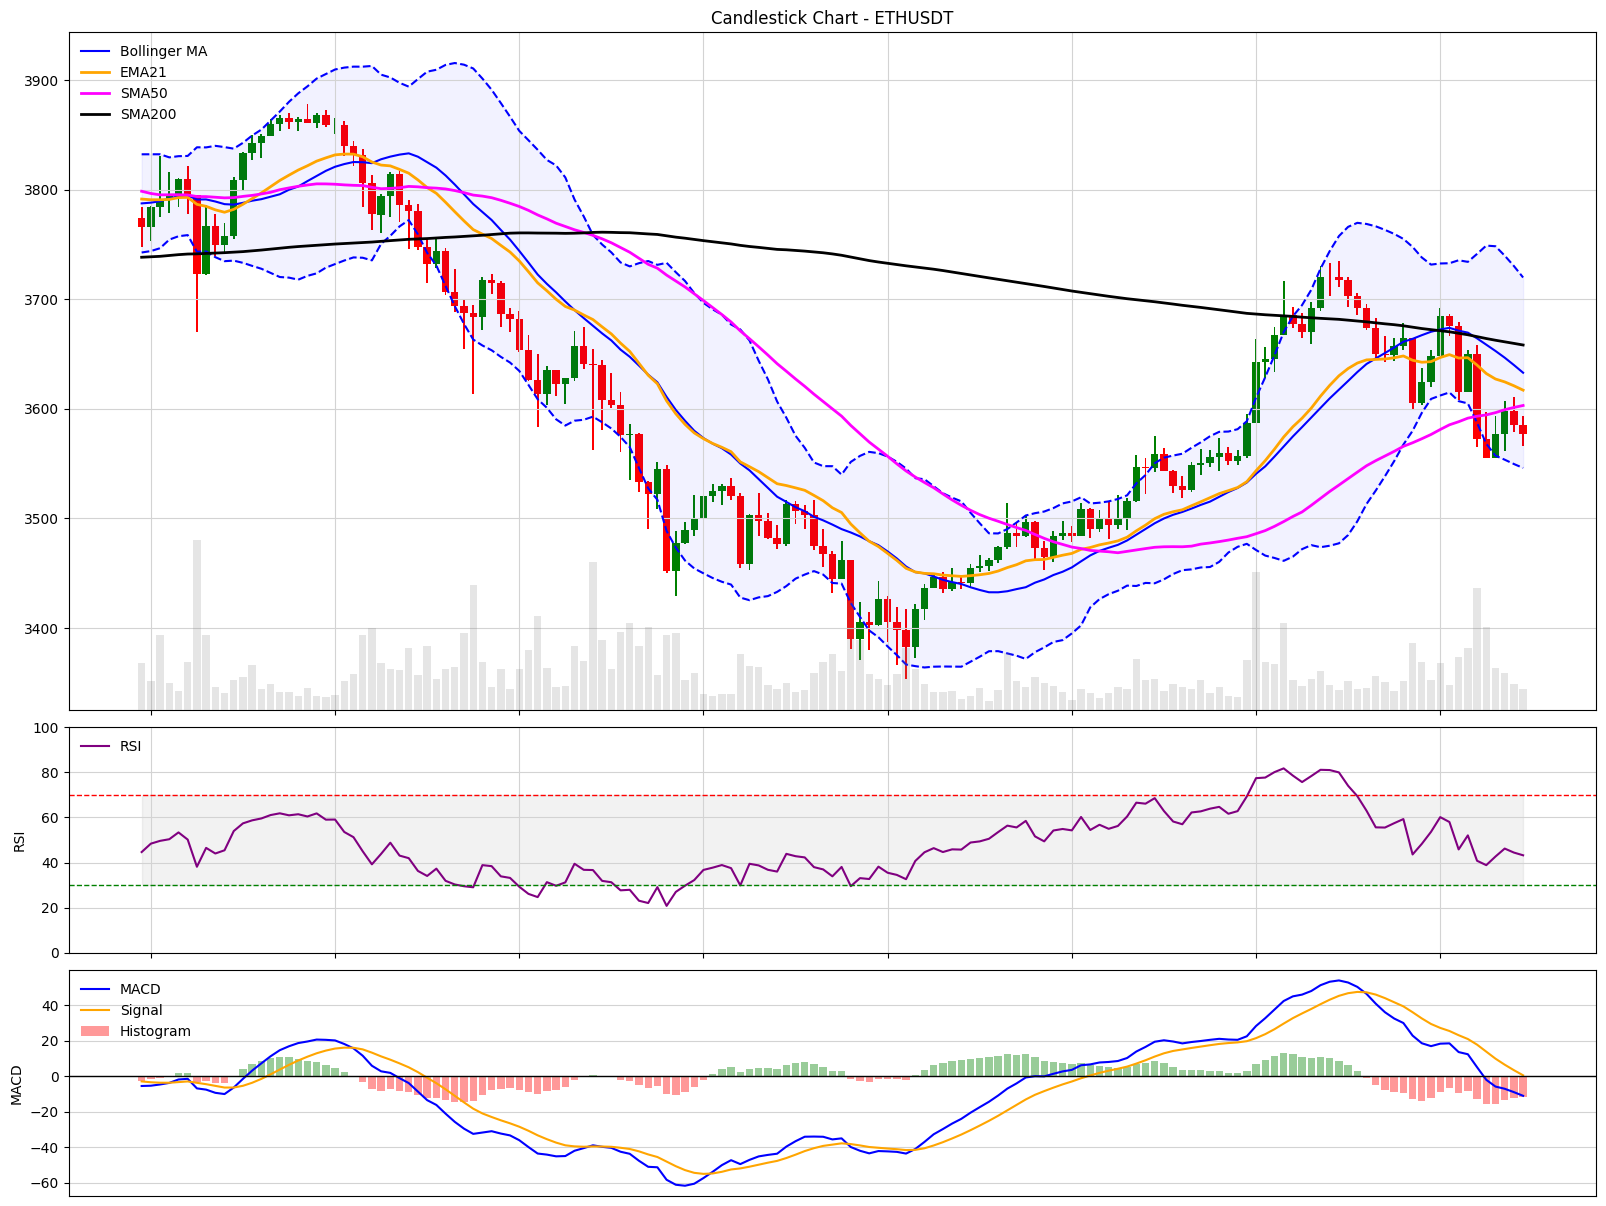 Candlestick Chart - ETHUSDT
Bollinger MA
EMA21
SMA50
SMA200
3900
3800
3700
3600
3500
3400
RSI
100
80
60
40
20
0
RSI
MACD
Signal
Histogram
40
20
0
−20
−40
−60
MACD